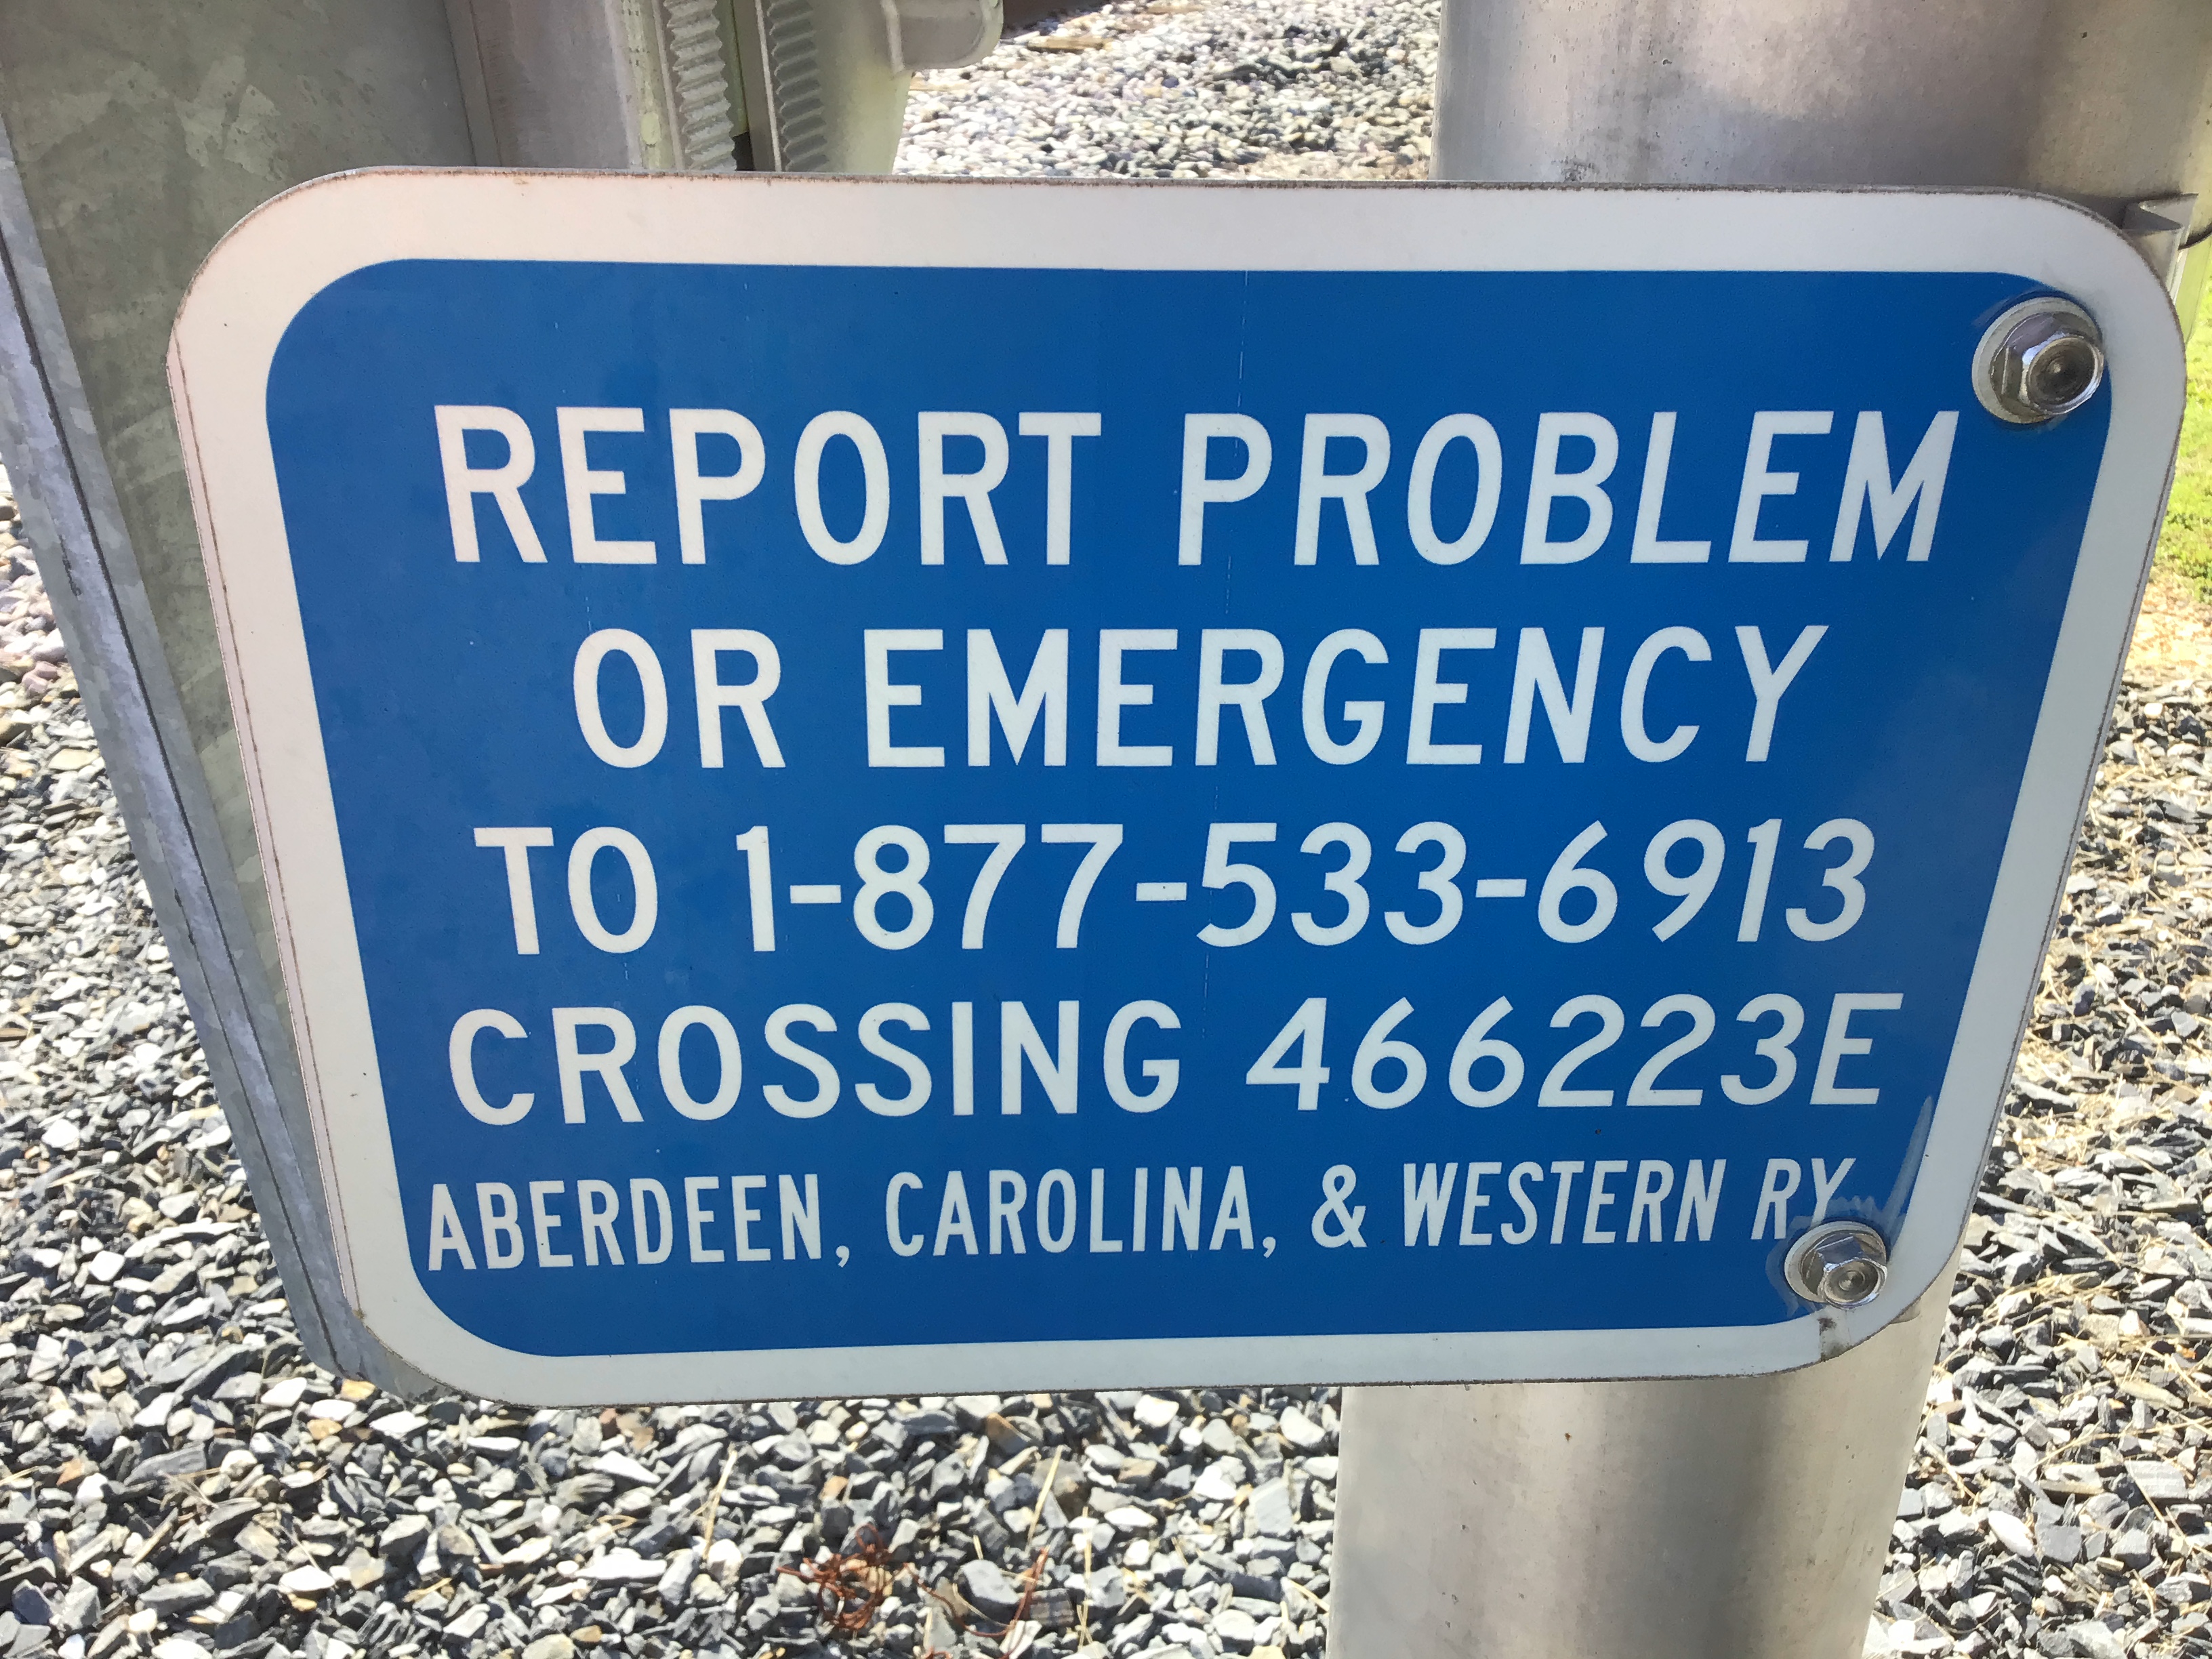 REPORT PROBLEM
OR EMERGENCY
TO 1-877-533-6913
CROSSING 466223E
ABERDEEN, CAROLINA, & WESTERN RY